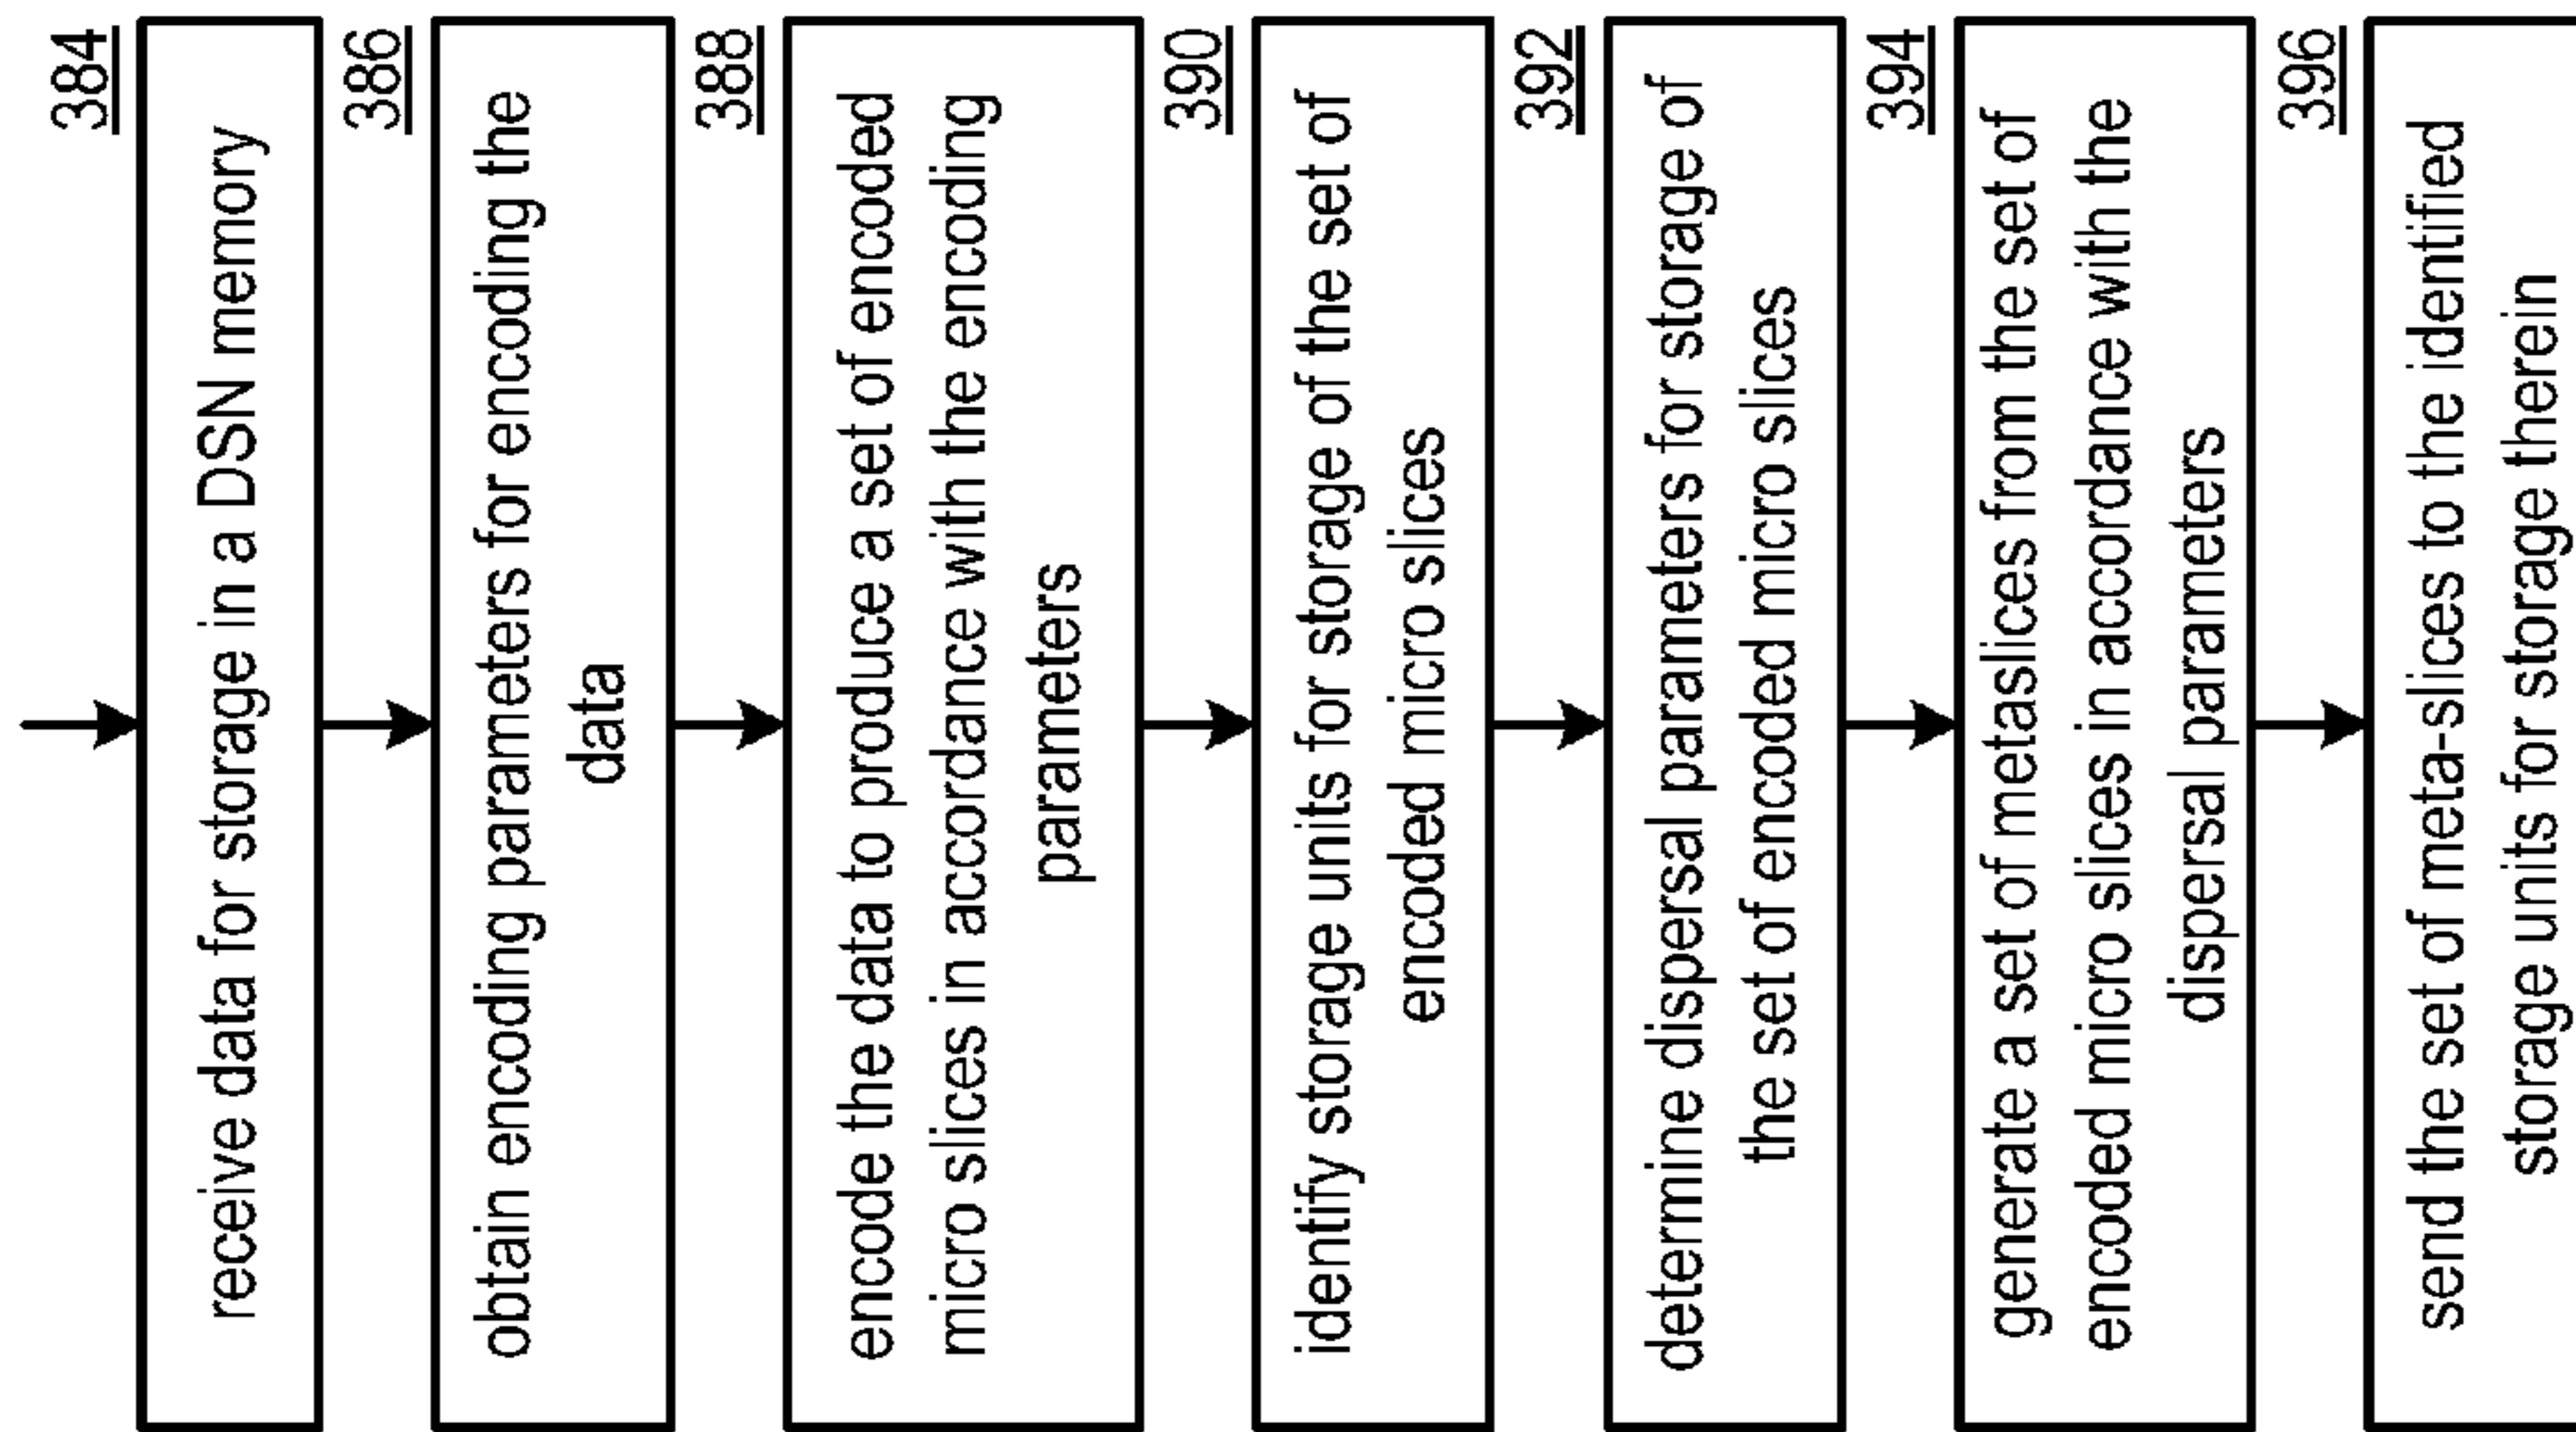 384
receive data for storage in a DSN memory
386
obtain encoding parameters for encoding the
data
388
encode the data to produce a set of encoded
micro slices in accordance with the encoding
parameters
390
identify storage units for storage of the set of
encoded micro slices
392
determine dispersal parameters for storage of
the set of encoded micro slices
394
generate a set of metaslices from the set of
encoded micro slices in accordance with the
dispersal parameters
396
send the set of meta-slices to the identified
storage units for storage therein